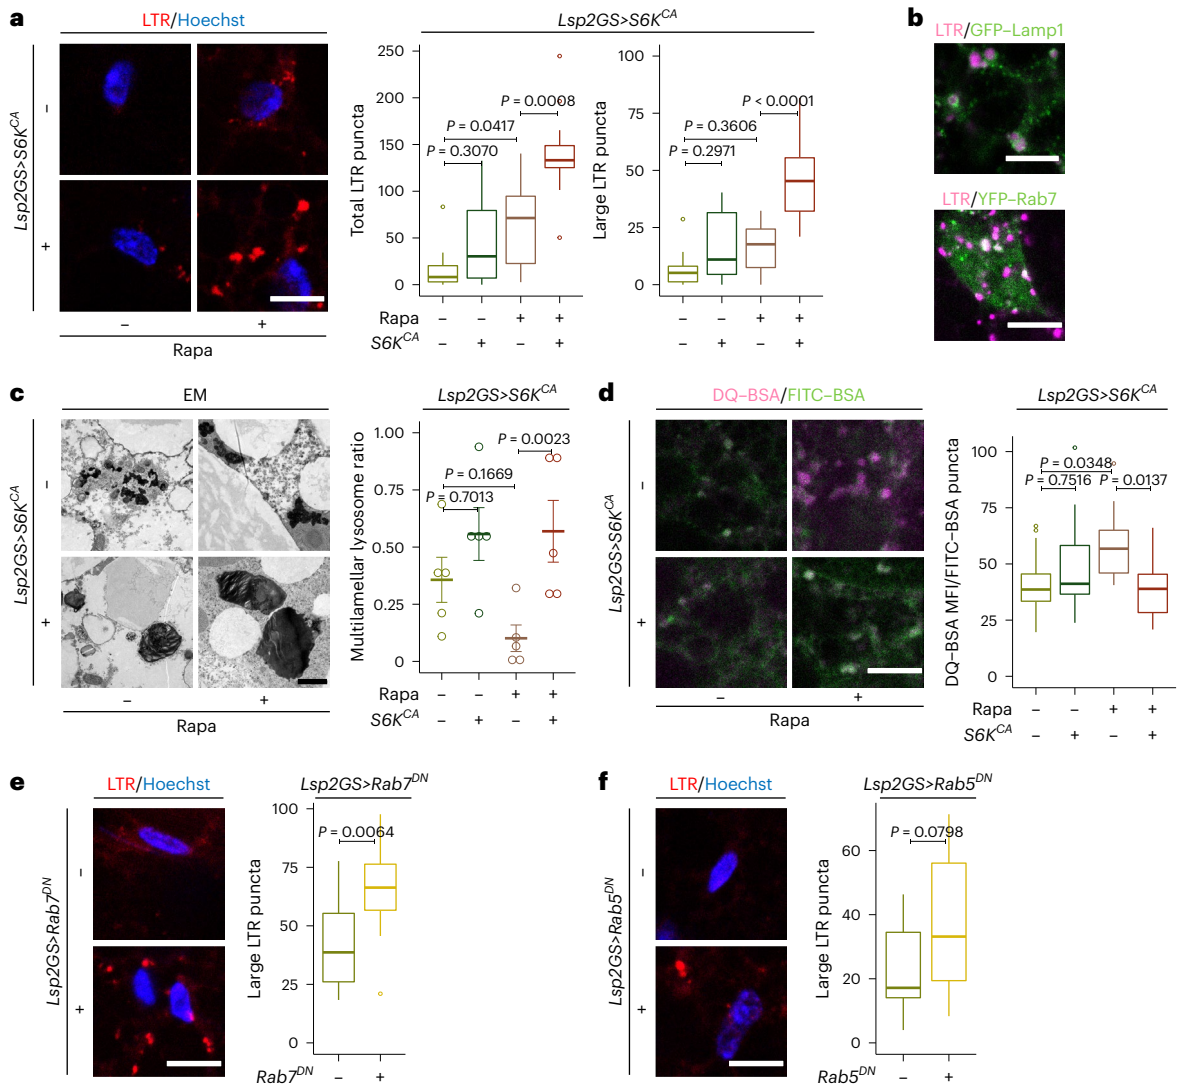 a
LTR/Hoechst
Lsp2GS>S6K^CA
–
+
–
+
Rapa
Lsp2GS>S6K^CA
Total LTR puncta
250
200
150
100
50
0
P = 0.0008
P = 0.0417
P = 0.3070
Large LTR puncta
100
75
50
25
0
P < 0.0001
P = 0.3606
P = 0.2971
Rapa – – + + – – + +
S6K^CA – + – + – + – +
b
LTR/GFP–Lamp1
LTR/YFP–Rab7
c
EM
Lsp2GS>S6K^CA
–
+
–
+
Rapa
Lsp2GS>S6K^CA
Multilamellar lysosome ratio
1.00
0.75
0.50
0.25
0
P = 0.0023
P = 0.1669
P = 0.7013
Rapa – – + +
S6K^CA – + – +
d
DQ–BSA/FITC–BSA
Lsp2GS>S6K^CA
–
+
–
+
Rapa
Lsp2GS>S6K^CA
DQ–BSA MFI/FITC–BSA puncta
100
75
50
25
0
P = 0.0348
P = 0.7516
P = 0.0137
Rapa – – + +
S6K^CA – + – +
e
LTR/Hoechst
Lsp2GS>Rab7^DN
–
+
Lsp2GS>Rab7^DN
Large LTR puncta
100
75
50
25
0
P = 0.0064
Rab7^DN – +
f
LTR/Hoechst
Lsp2GS>Rab5^DN
–
+
Lsp2GS>Rab5^DN
Large LTR puncta
60
40
20
0
P = 0.0798
Rab5^DN – +